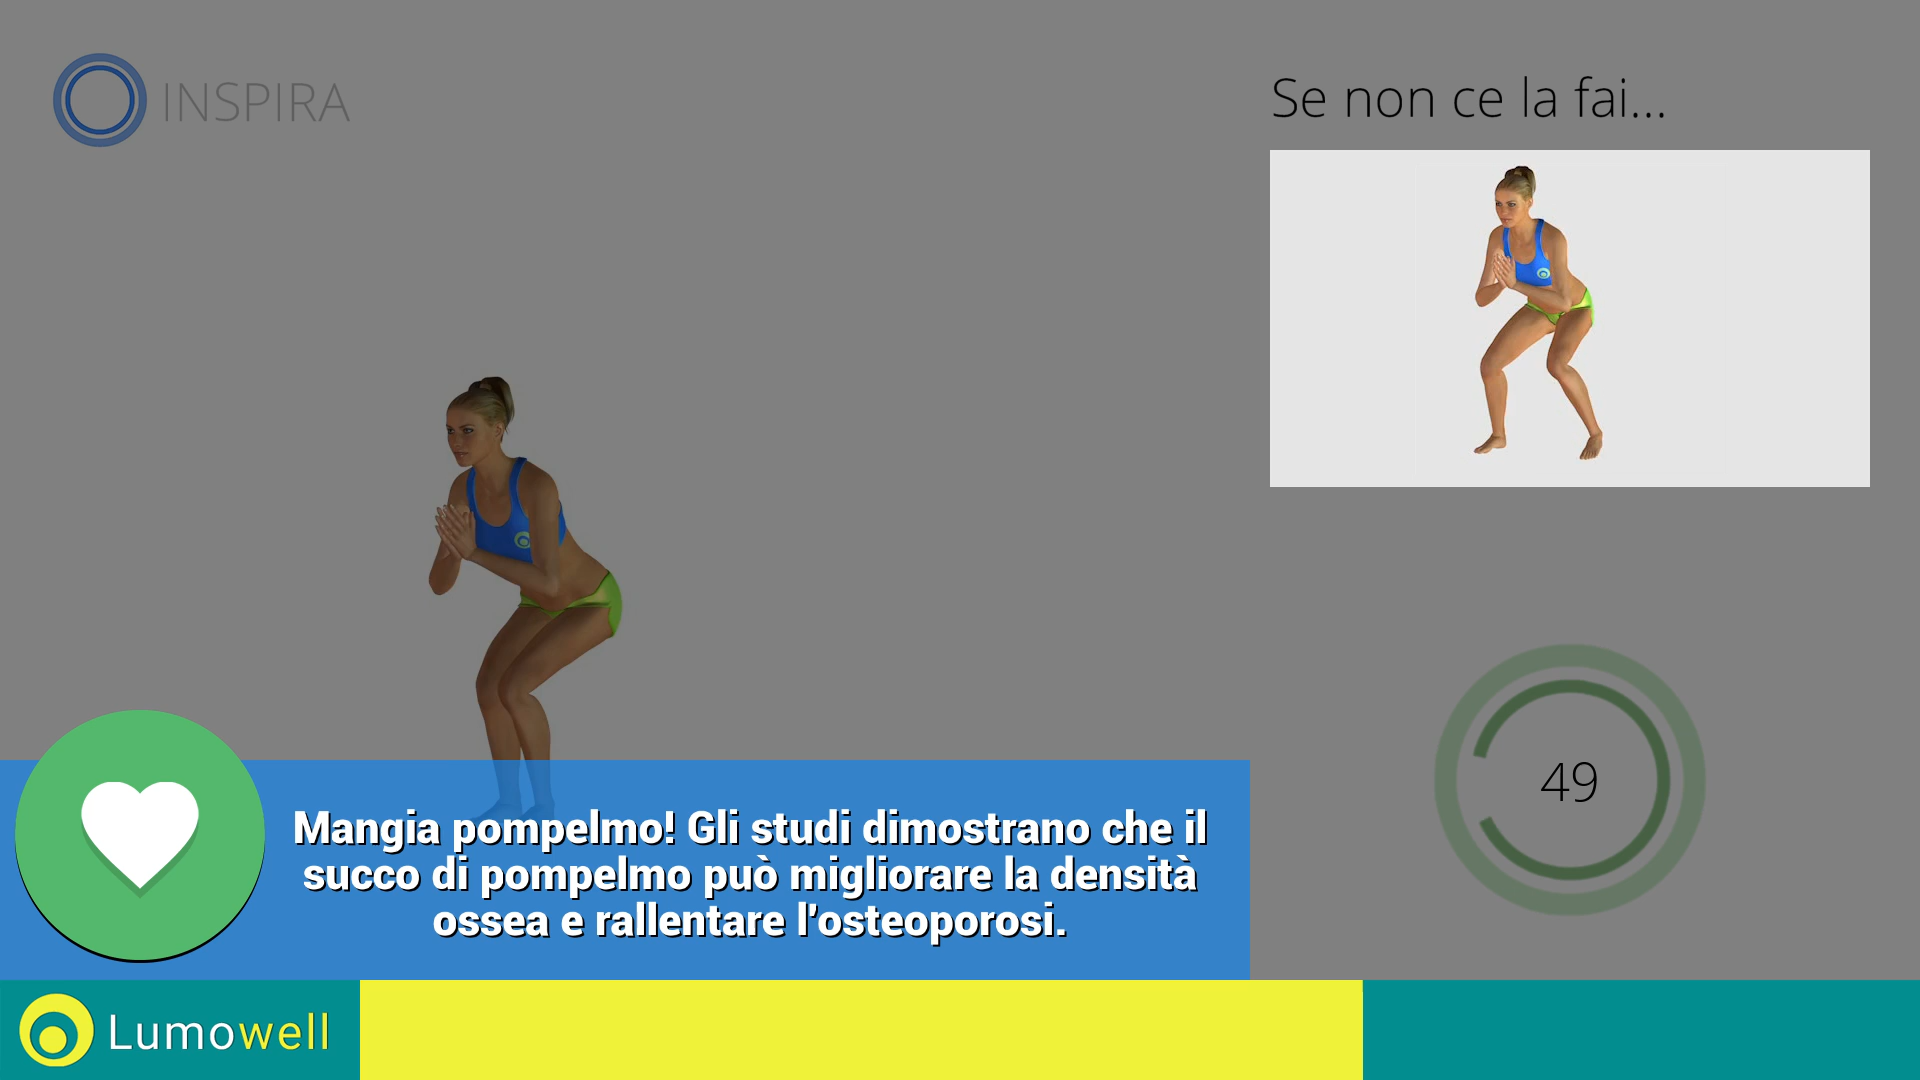 INSPIRA
Se non ce la fai...
49
Mangia pompelmo! Gli studi dimostrano che il
succo di pompelmo può migliorare la densità
ossea e rallentare l'osteoporosi.
Lumowell